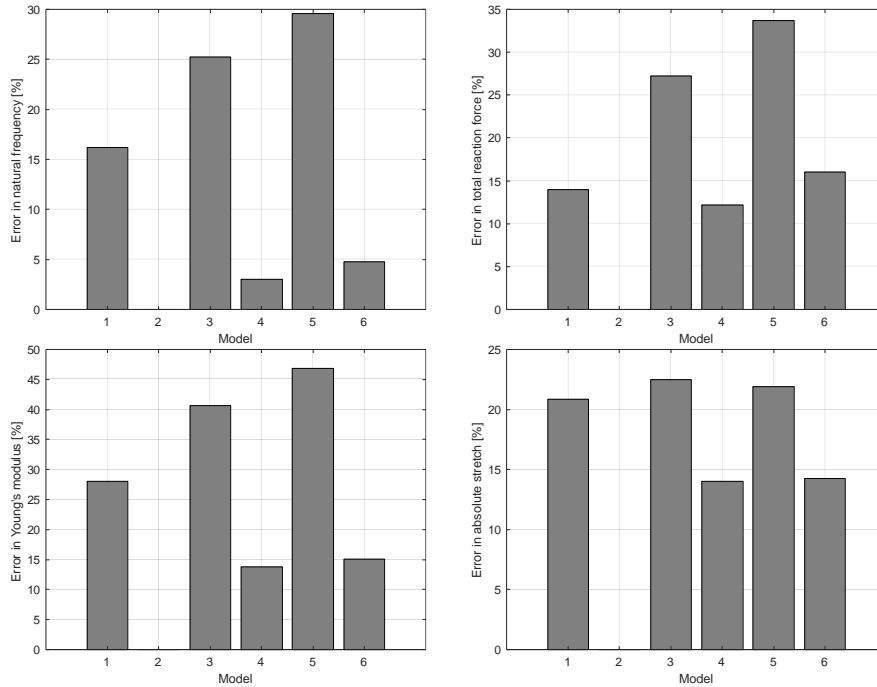 Error in natural frequency [%]
30
25
20
15
10
5
0
1 2 3 4 5 6
Model
Error in total reaction force [%]
35
30
25
20
15
10
5
0
1 2 3 4 5 6
Model
Error in Young's modulus [%]
50
45
40
35
30
25
20
15
10
5
0
1 2 3 4 5 6
Model
Error in absolute stretch [%]
25
20
15
10
5
0
1 2 3 4 5 6
Model